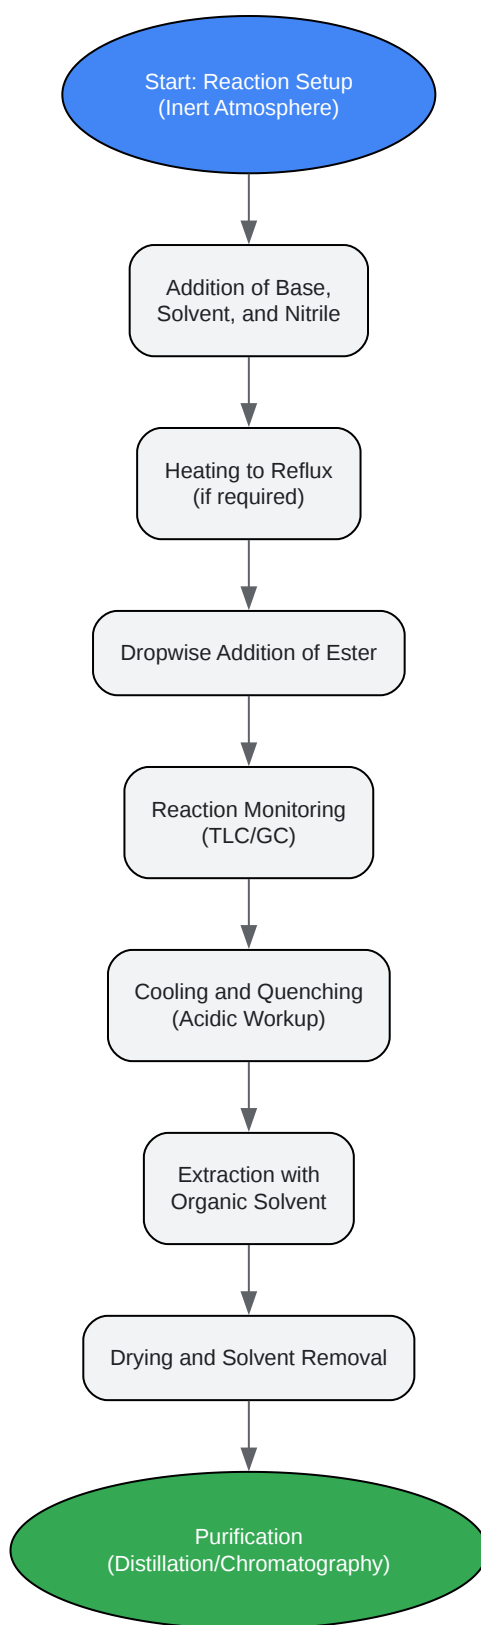 Start: Reaction Setup
(Inert Atmosphere)
Addition of Base,
Solvent, and Nitrile
Heating to Reflux
(if required)
Dropwise Addition of Ester
Reaction Monitoring
(TLC/GC)
Cooling and Quenching
(Acidic Workup)
Extraction with
Organic Solvent
Drying and Solvent Removal
Purification
(Distillation/Chromatography)